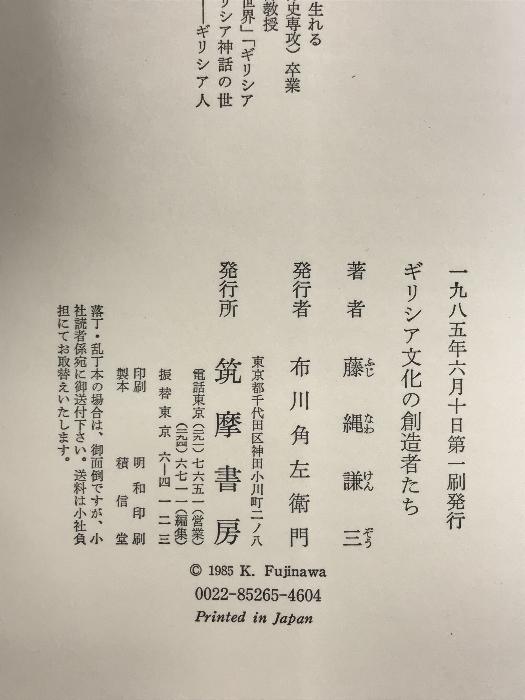 生れる
史専攻）卒業
教授
世界」「ギリシア
リシア神話の世
――ギリシア人
一九八五年六月十日第一刷発行
ギリシア文化の創造者たち
著者　藤縄謙三
ふじ　なわ　けん　ぞう
発行者　布川角左衛門
発行所　筑摩書房
東京都千代田区神田小川町二ノ八
電話東京（二九一）七六五一（営業）
（二九四）六七一一（編集）
振替東京　六―四一二三
印刷　明和印刷
製本　積信堂
落丁・乱丁本の場合は、御面倒ですが、小
社読者係宛に御送付下さい。送料は小社負
担にてお取替えいたします。
© 1985 K. Fujinawa
0022-85265-4604
Printed in Japan